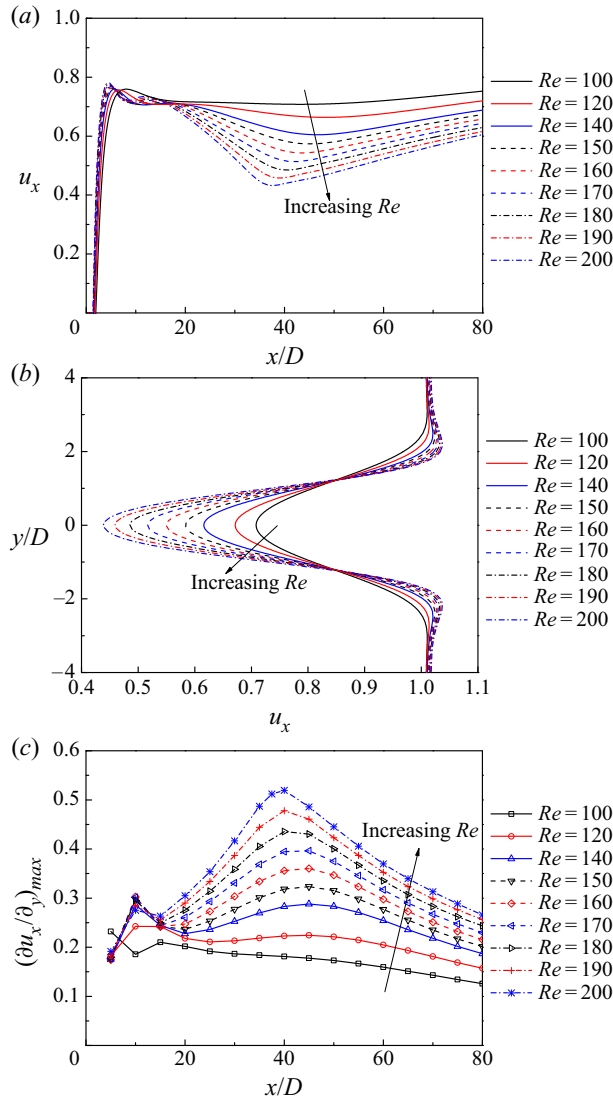 (a)
1.0
0.8
0.6
0.4
0.2
0
20
40
60
80
u_x
x/D
Increasing Re
Re = 100
Re = 120
Re = 140
Re = 150
Re = 160
Re = 170
Re = 180
Re = 190
Re = 200
(b)
4
2
0
−2
−4
0.4
0.5
0.6
0.7
0.8
0.9
1.0
1.1
y/D
u_x
Increasing Re
Re = 100
Re = 120
Re = 140
Re = 150
Re = 160
Re = 170
Re = 180
Re = 190
Re = 200
(c)
0.6
0.5
0.4
0.3
0.2
0.1
0
20
40
60
80
(∂u_x/∂_y)_max
x/D
Increasing Re
Re = 100
Re = 120
Re = 140
Re = 150
Re = 160
Re = 170
Re = 180
Re = 190
Re = 200